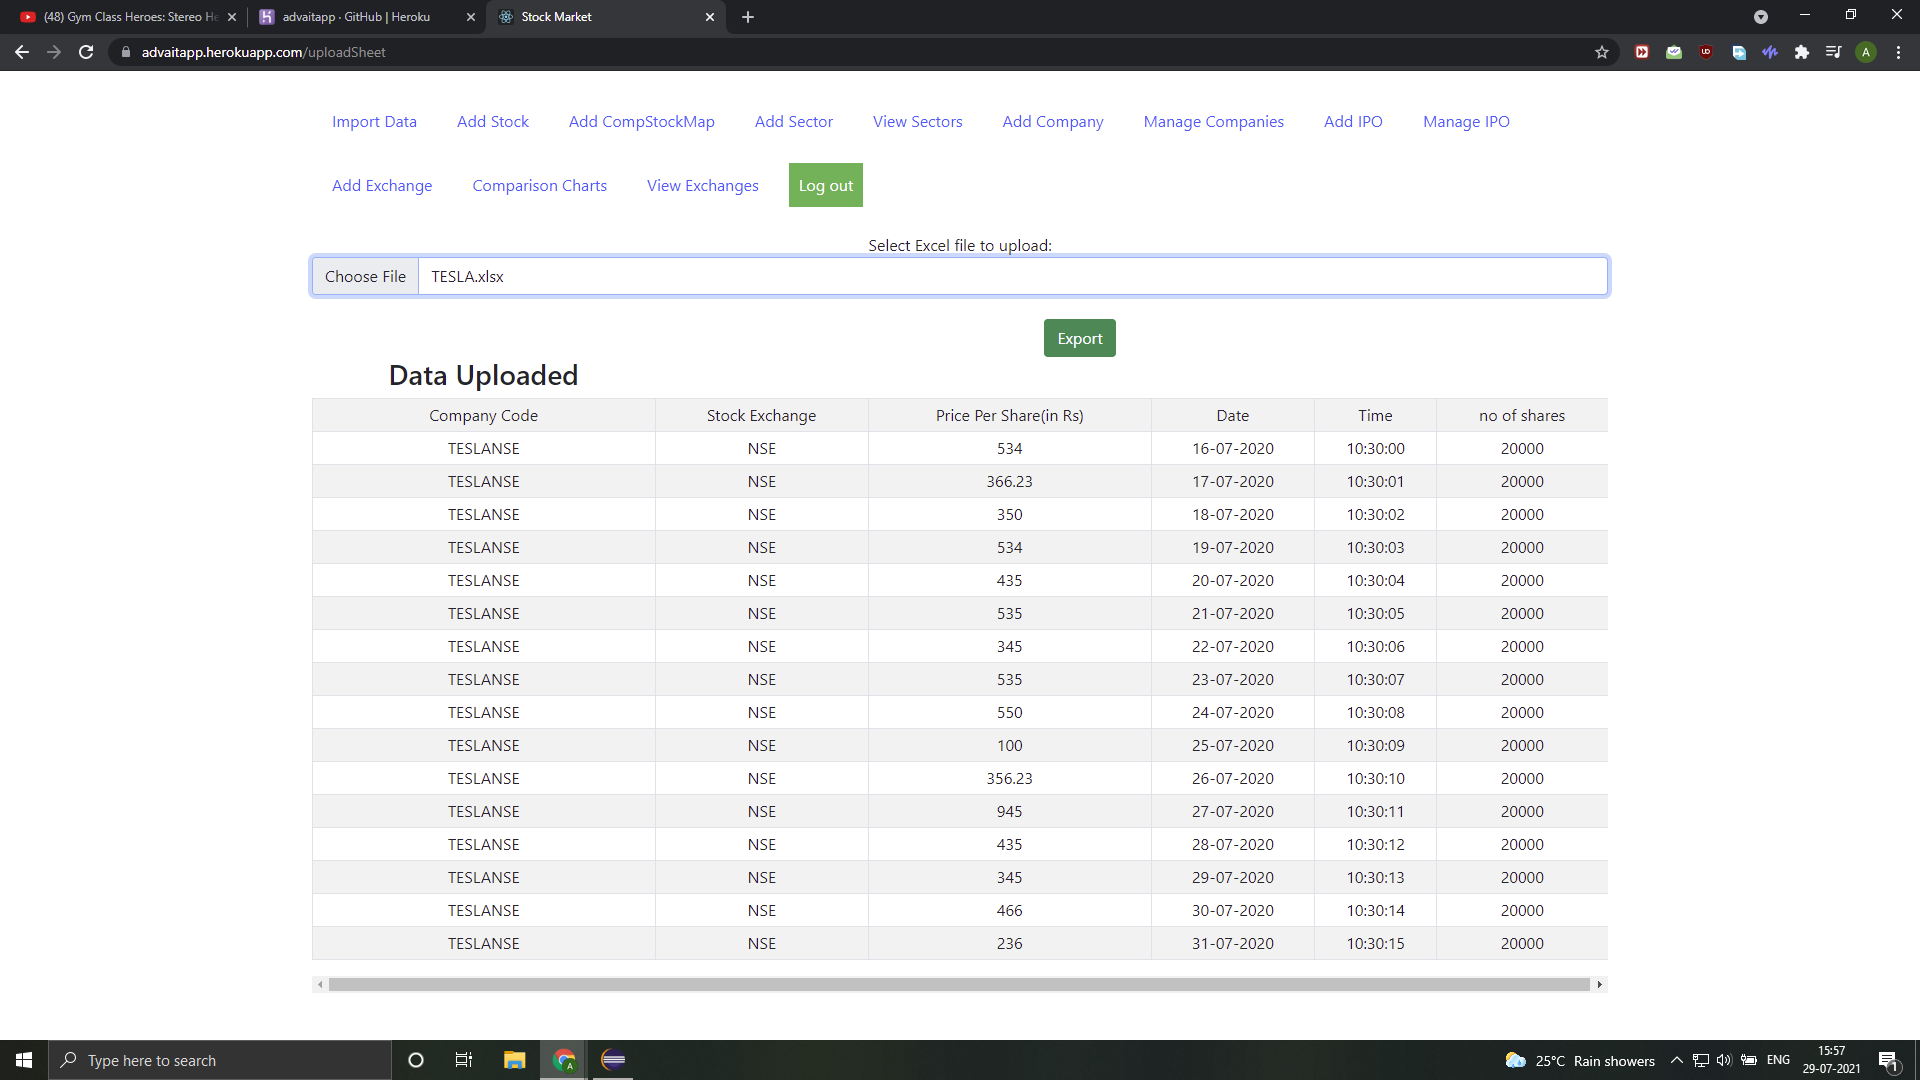 (48) Gym Class Heroes: Stereo He
advaitapp · GitHub | Heroku
Stock Market
advaitapp.herokuapp.com/uploadSheet
A
Import Data Add Stock Add CompStockMap Add Sector View Sectors Add Company Manage Companies Add IPO Manage IPO
Add Exchange Comparison Charts View Exchanges Log out
Select Excel file to upload:
Choose File TESLA.xlsx
Export
Data Uploaded
Company Code Stock Exchange Price Per Share(in Rs) Date Time no of shares
TESLANSE NSE 534 16-07-2020 10:30:00 20000
TESLANSE NSE 366.23 17-07-2020 10:30:01 20000
TESLANSE NSE 350 18-07-2020 10:30:02 20000
TESLANSE NSE 534 19-07-2020 10:30:03 20000
TESLANSE NSE 435 20-07-2020 10:30:04 20000
TESLANSE NSE 535 21-07-2020 10:30:05 20000
TESLANSE NSE 345 22-07-2020 10:30:06 20000
TESLANSE NSE 535 23-07-2020 10:30:07 20000
TESLANSE NSE 550 24-07-2020 10:30:08 20000
TESLANSE NSE 100 25-07-2020 10:30:09 20000
TESLANSE NSE 356.23 26-07-2020 10:30:10 20000
TESLANSE NSE 945 27-07-2020 10:30:11 20000
TESLANSE NSE 435 28-07-2020 10:30:12 20000
TESLANSE NSE 345 29-07-2020 10:30:13 20000
TESLANSE NSE 466 30-07-2020 10:30:14 20000
TESLANSE NSE 236 31-07-2020 10:30:15 20000
Type here to search
25°C Rain showers
ENG
15:57
29-07-2021
1